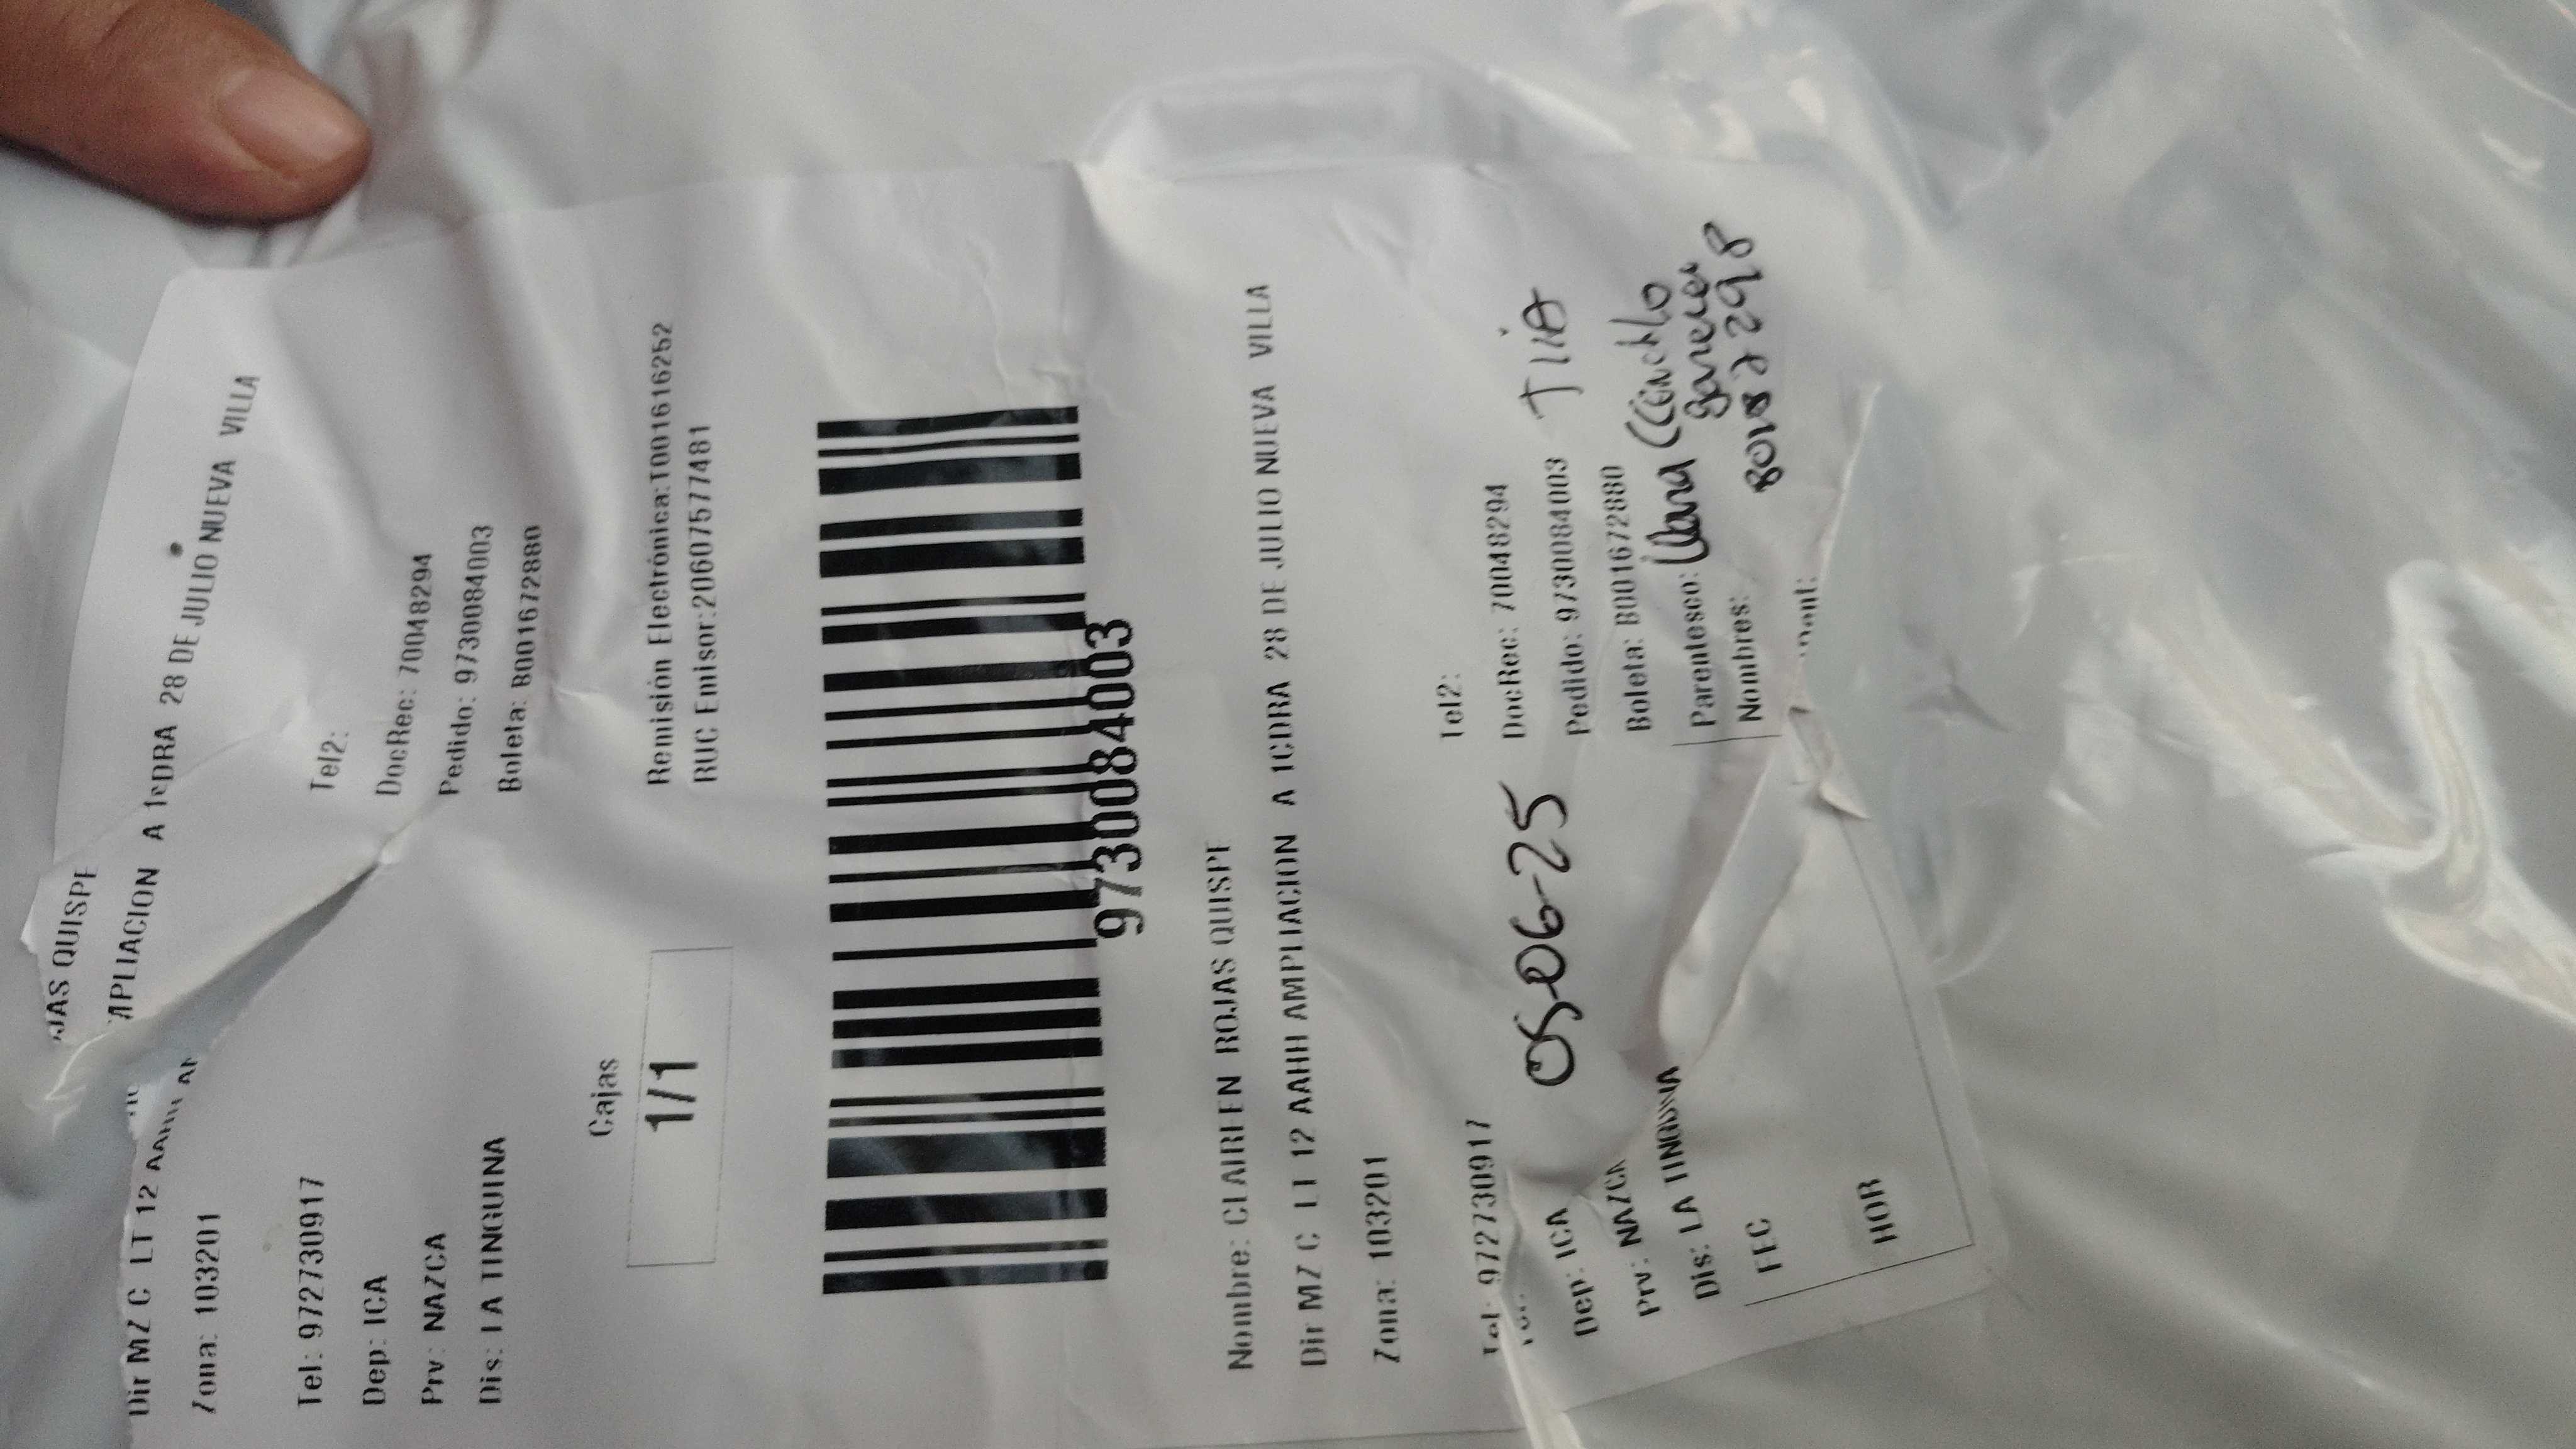 JAS QUISPE
Dir MZ C LT 12 AAHH AMPLIACION A 1cDRA 28 DE JULIO NUEVA VILLA
Zona: 103201
Tel: 972730917 Tel2:
Dep: ICA DocRec: 70048294
Prv: NAZCA Pedido: 9730084003
Dis: LA TINGUINA Boleta: B001672880
Cajas
1/1
Remisión Electrónica:T001616252
RUC Emisor:20607577481
9730084003
Nombre: CLAIREEN ROJAS QUISPE
Dir MZ C LT 12 AAHH AMPLIACION A 1CDRA 28 DE JULIO NUEVA VILLA
Zona: 103201
Tel: 972730917 Tel2:
Dep: ICA 05-06-25 DocRec: 70048294
Prv: NAZCA Pedido: 9730084003 TIIA
Dis: LA TINGUINA Boleta: B001672880
FEC Parentesco:
Nombres:
HOR